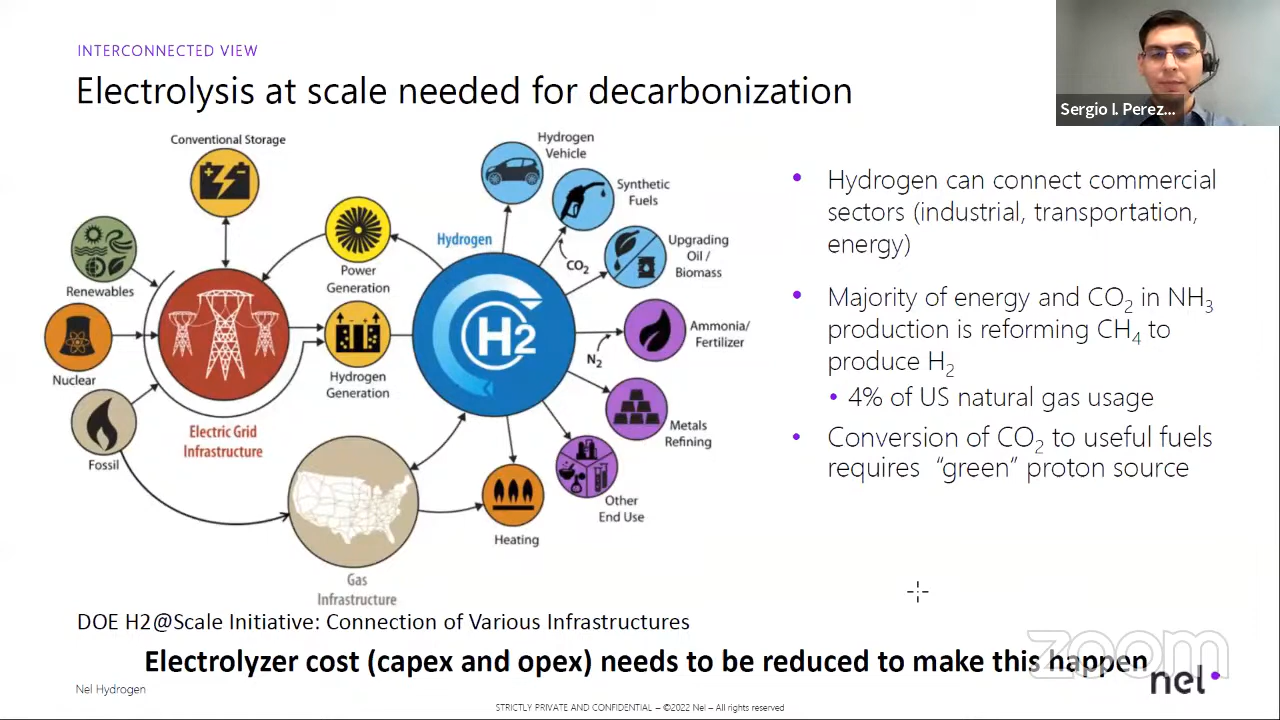 INTERCONNECTED VIEW
Electrolysis at scale needed for decarbonization
Sergio I. Perez...
Conventional Storage
Hydrogen
Vehicle
Synthetic
Fuels
Hydrogen
Upgrading
Oil /
Biomass
CO2
Renewables
Power
Generation
H2
Ammonia/
Fertilizer
N2
Nuclear
Hydrogen
Generation
Metals
Refining
Electric Grid
Infrastructure
Fossil
Other
End Use
Heating
Gas
Infrastructure
• Hydrogen can connect commercial
sectors (industrial, transportation,
energy)
• Majority of energy and CO2 in NH3
production is reforming CH4 to
produce H2
• 4% of US natural gas usage
• Conversion of CO2 to useful fuels
requires “green” proton source
DOE H2@Scale Initiative: Connection of Various Infrastructures
Electrolyzer cost (capex and opex) needs to be reduced to make this happen
zoom
nel
Nel Hydrogen
STRICTLY PRIVATE AND CONFIDENTIAL – ©2022 Nel – All rights reserved